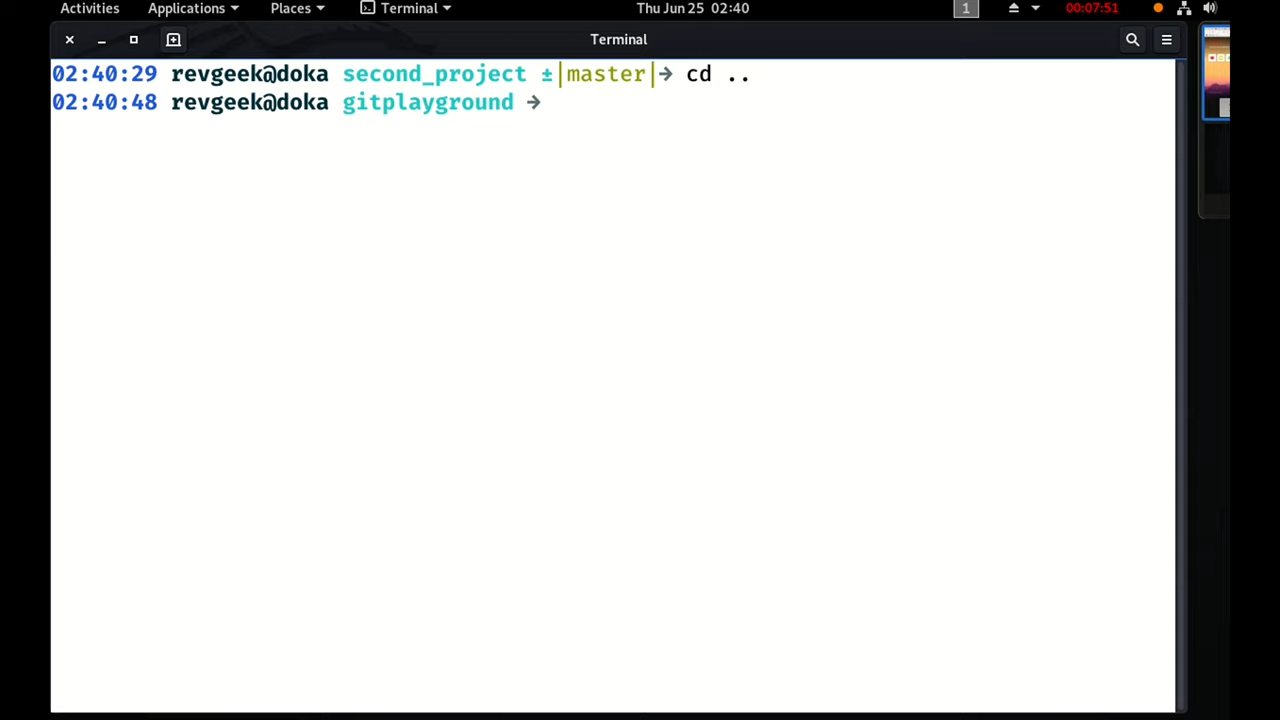 Activities Applications Places Terminal Thu Jun 25 02:40 1 00:07:51
Terminal
02:40:29 revgeek@doka second_project ±|master|→ cd ..
02:40:48 revgeek@doka gitplayground →